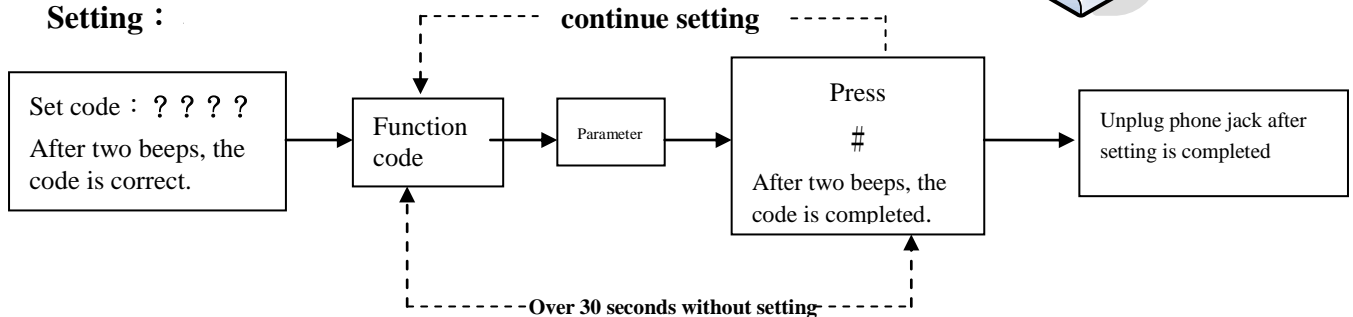 Setting：
continue setting
Set code：？？？？
After two beeps, the
code is correct.
Function
code
Parameter
Press
#
After two beeps, the
code is completed.
Unplug phone jack after
setting is completed
Over 30 seconds without setting